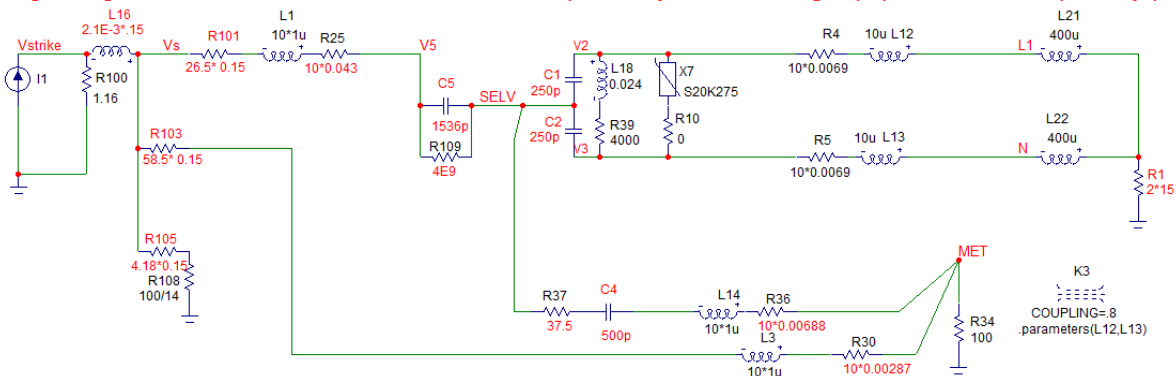 L16
2.1E-3*.15
Vstrike
Vs
R101
26.5* 0.15
L1
10*1u
R25
10*0.043
V5
V2
R4
10*0.0069
10u L12
L1
L21
400u
I1
R100
1.16
C5
1536p
SELV
C1
250p
L18
0.024
X7
S20K275
C2
250p
R39
4000
R10
0
R109
4E9
V3
R5
10*0.0069
10u L13
N
L22
400u
R1
2*15
R103
58.5* 0.15
R105
4.18*0.15
R108
100/14
MET
R37
37.5
C4
500p
L14
10*1u
R36
10*0.00688
K3
COUPLING=.8
.parameters(L12,L13)
R34
100
L3
10*1u
R30
10*0.00287